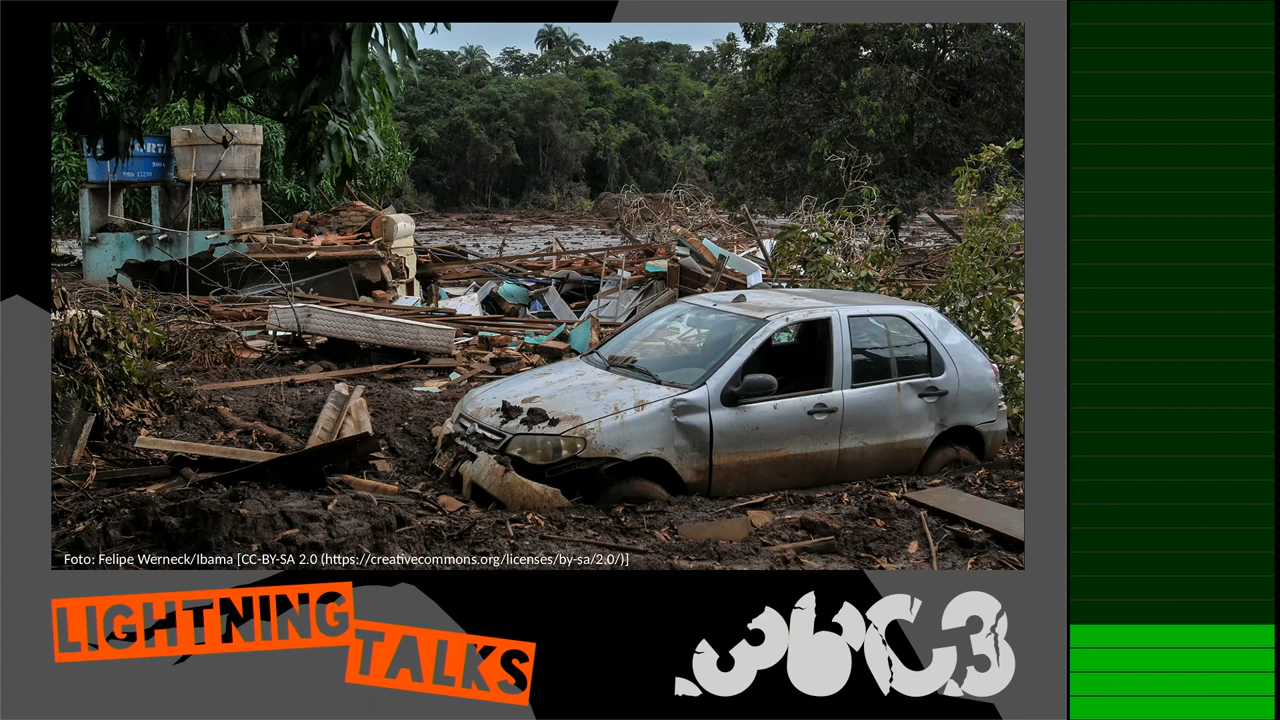 500L
Foto: Felipe Werneck/Ibama [CC-BY-SA 2.0 (https://creativecommons.org/licenses/by-sa/2.0/)]
LIGHTNING
TALKS
36C3